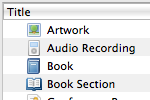 Title
Artwork
Audio Recording
Book
Book Section